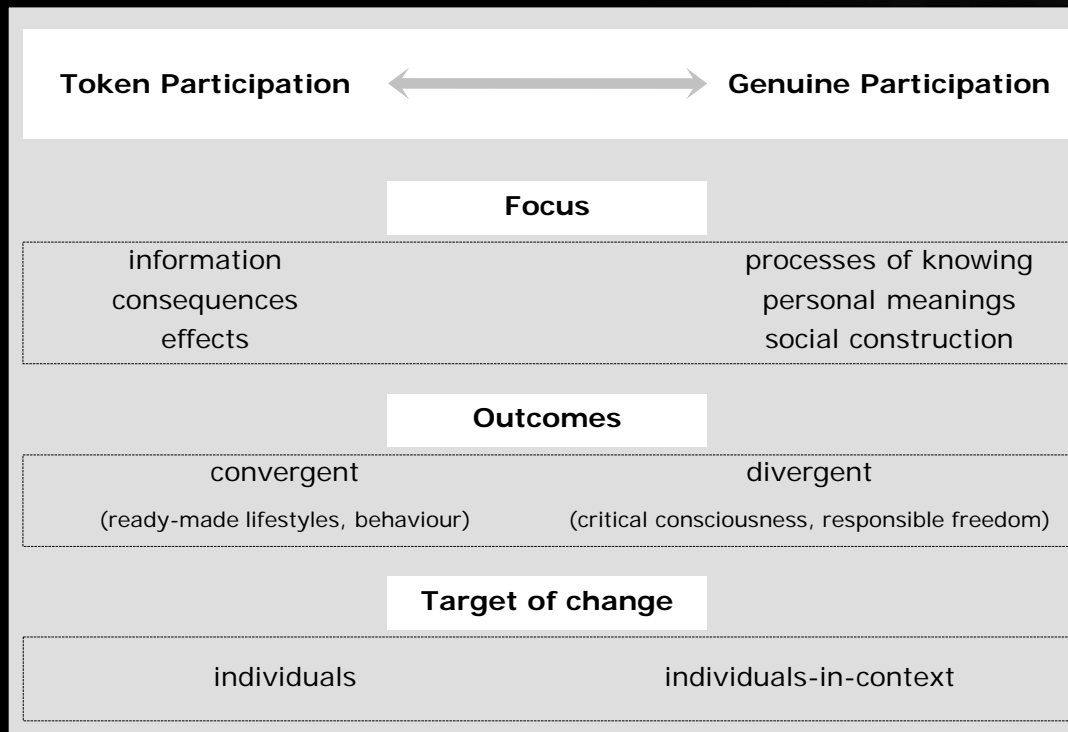 Token Participation Genuine Participation
Focus
information processes of knowing
consequences personal meanings
effects social construction
Outcomes
convergent divergent
(ready-made lifestyles, behaviour) (critical consciousness, responsible freedom)
Target of change
individuals individuals-in-context